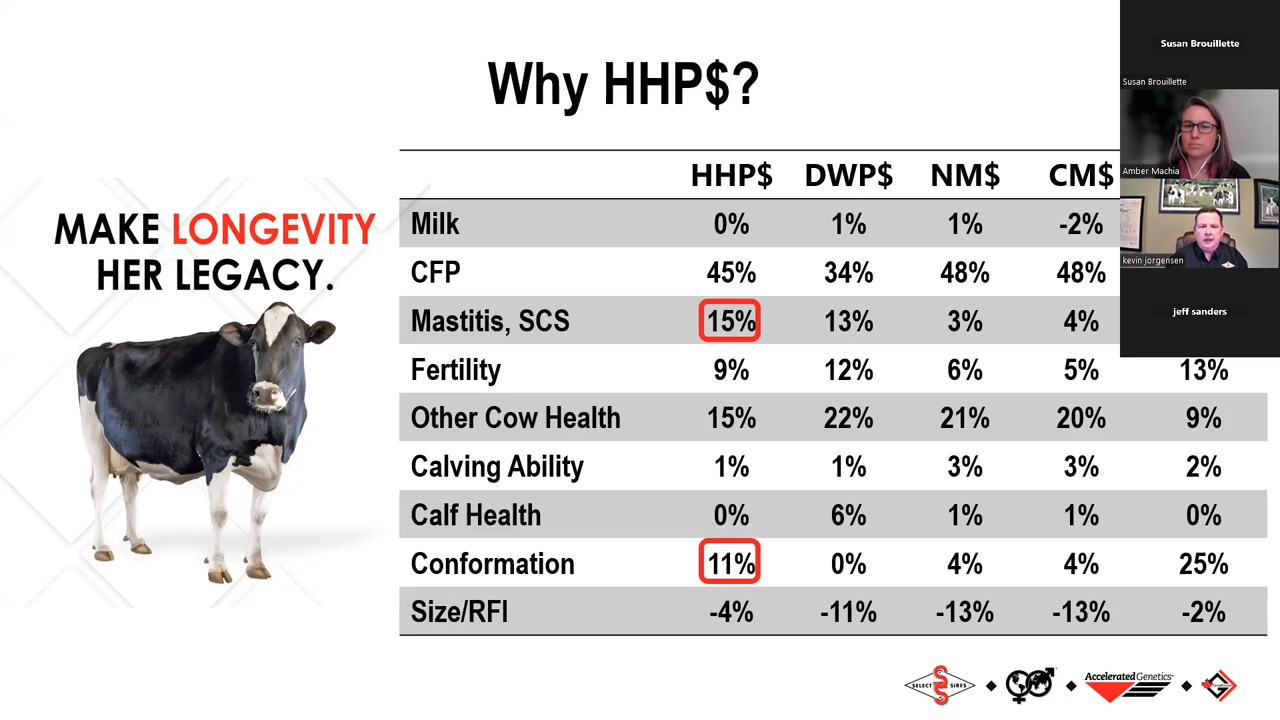 Why HHP$?
MAKE LONGEVITY
HER LEGACY.
HHP$ DWP$ NM$ CM$
Milk 0% 1% 1% -2%
CFP 45% 34% 48% 48%
Mastitis, SCS 15% 13% 3% 4%
Fertility 9% 12% 6% 5% 13%
Other Cow Health 15% 22% 21% 20% 9%
Calving Ability 1% 1% 3% 3% 2%
Calf Health 0% 6% 1% 1% 0%
Conformation 11% 0% 4% 4% 25%
Size/RFI -4% -11% -13% -13% -2%
Susan Brouillette
Susan Brouillette
Amber Machia
kevin jorgensen
jeff sanders
SELECT SIRES
Accelerated Genetics